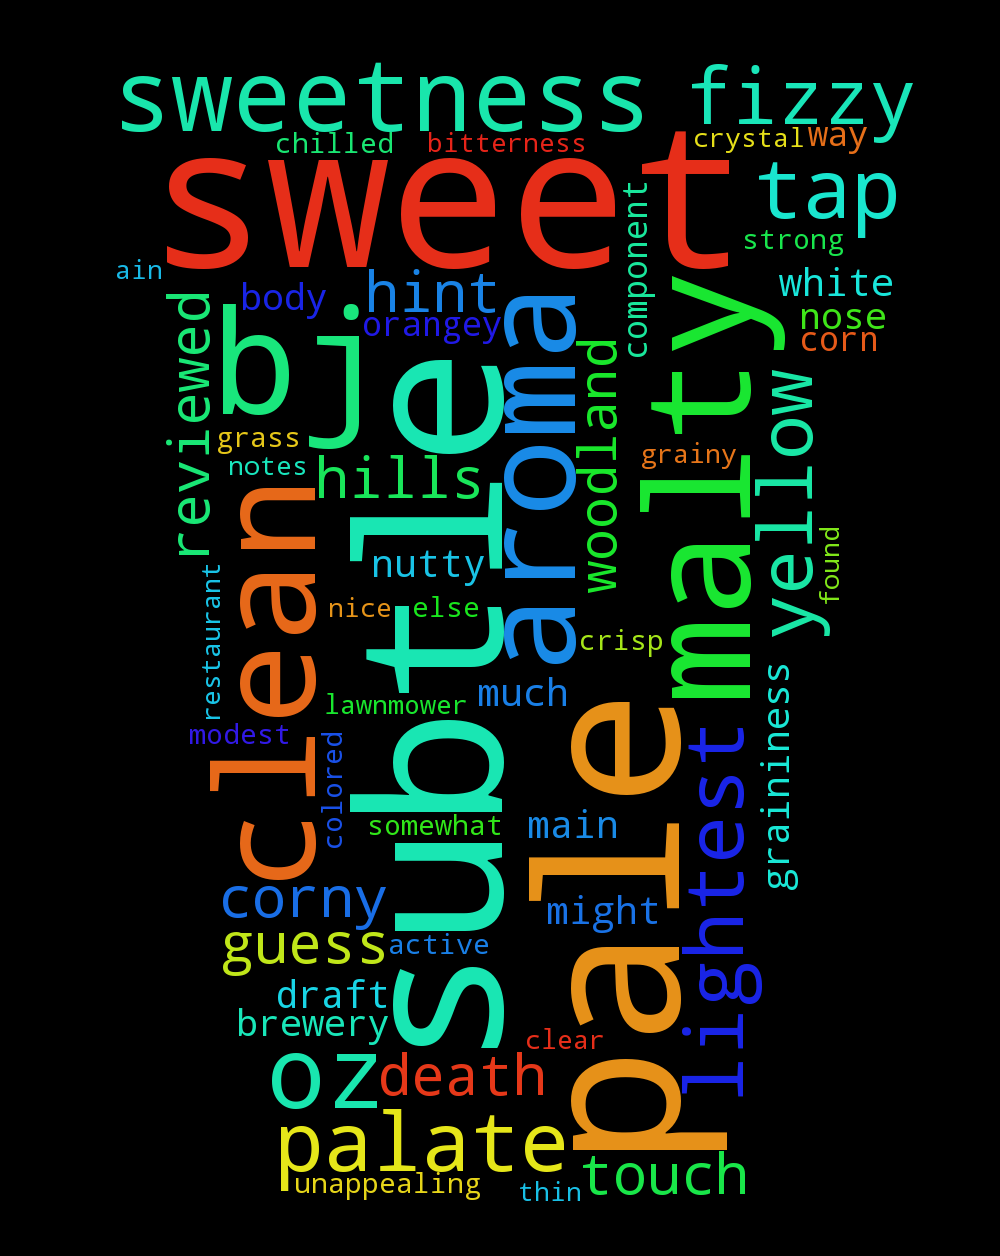 sweetness
fizzy
chilled
bitterness
crystal
way
sweet
tap
strong
component
ain
body
hint
orangey
white
nose
corn
reviewed
bj
subtle
aroma
woodland
malty
yellow
grass
notes
hills
grainy
clean
nutty
found
restaurant
nice
else
crisp
lawnmower
much
graininess
modest
colored
somewhat
main
pale
lightest
corny
might
guess
active
draft
brewery
clear
oz
death
palate
touch
unappealing
thin